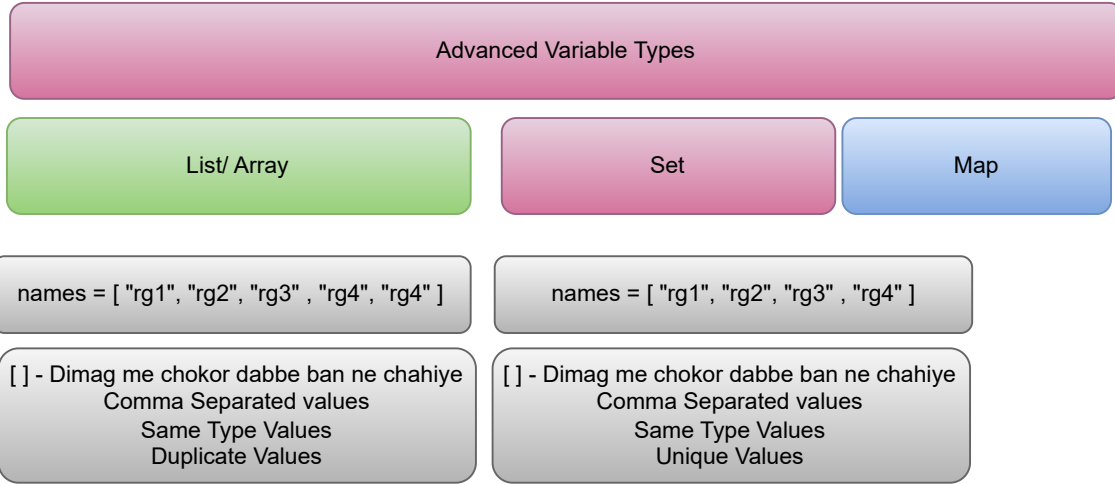 Advanced Variable Types
List/ Array
Set
Map
names = [ "rg1", "rg2", "rg3" , "rg4", "rg4" ]
names = [ "rg1", "rg2", "rg3" , "rg4" ]
[ ] - Dimag me chokor dabbe ban ne chahiye
Comma Separated values
Same Type Values
Duplicate Values
[ ] - Dimag me chokor dabbe ban ne chahiye
Comma Separated values
Same Type Values
Unique Values